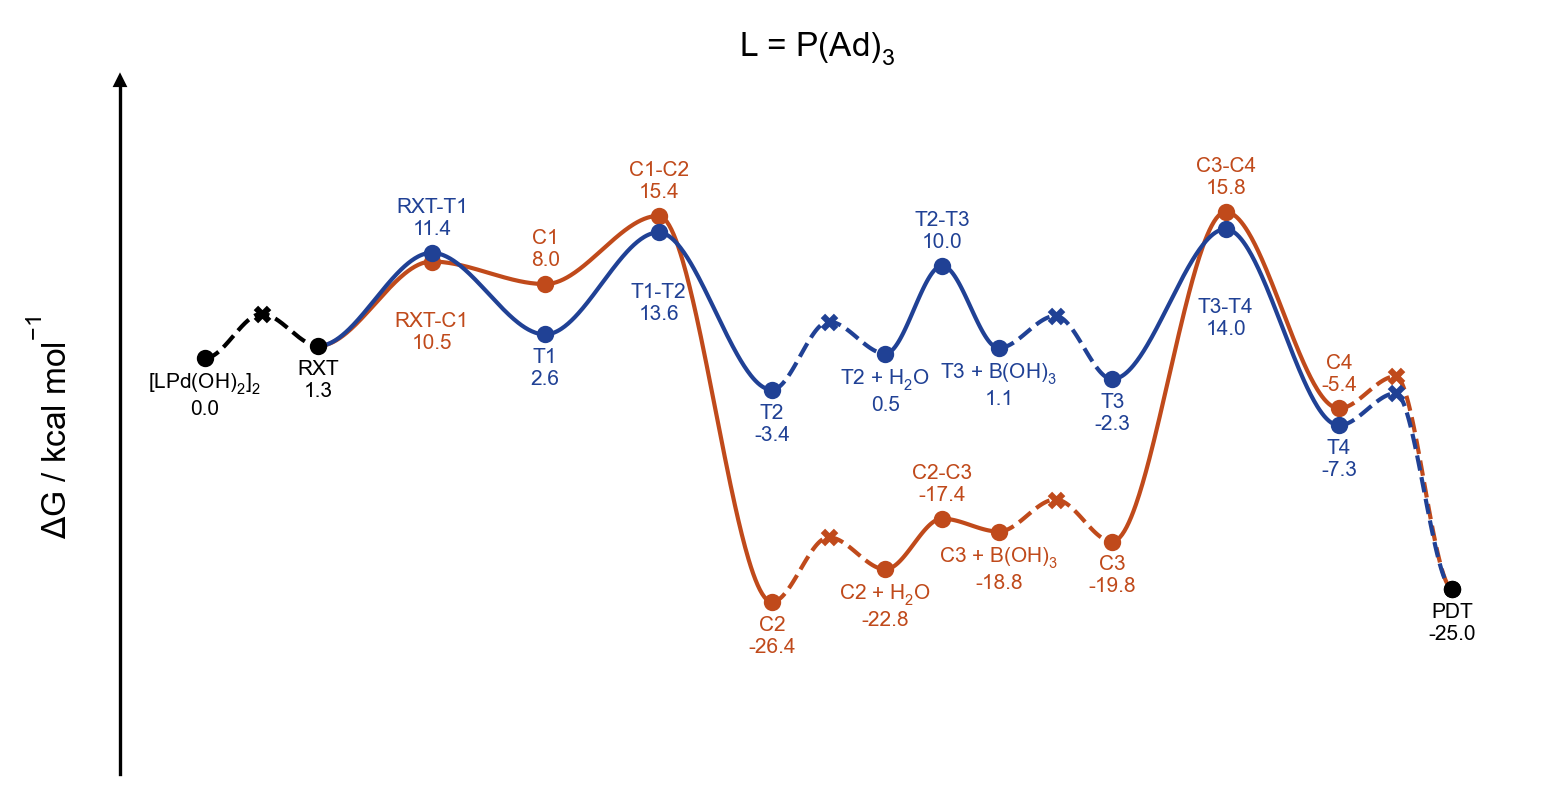 L = P(Ad)₃
ΔG / kcal mol⁻¹
[LPd(OH)₂]₂
0.0
RXT
1.3
RXT-T1
11.4
RXT-C1
10.5
C1
8.0
T1
2.6
C1-C2
15.4
T1-T2
13.6
T2
-3.4
C2
-26.4
T2 + H₂O
0.5
C2 + H₂O
-22.8
T2-T3
10.0
C2-C3
-17.4
T3 + B(OH)₃
1.1
C3 + B(OH)₃
-18.8
T3
-2.3
C3
-19.8
C3-C4
15.8
T3-T4
14.0
C4
-5.4
T4
-7.3
PDT
-25.0